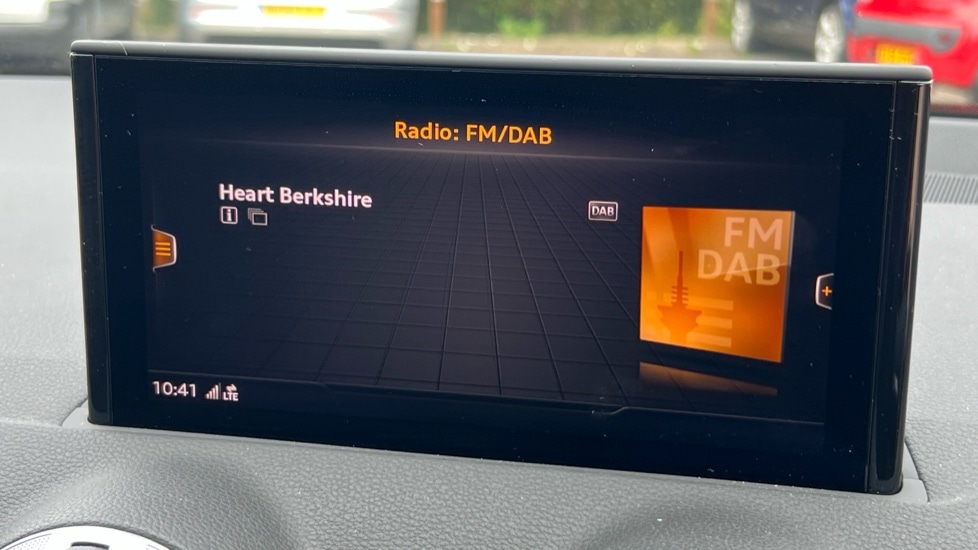 Radio: FM/DAB
Heart Berkshire
DAB
FM
DAB
10:41 LTE